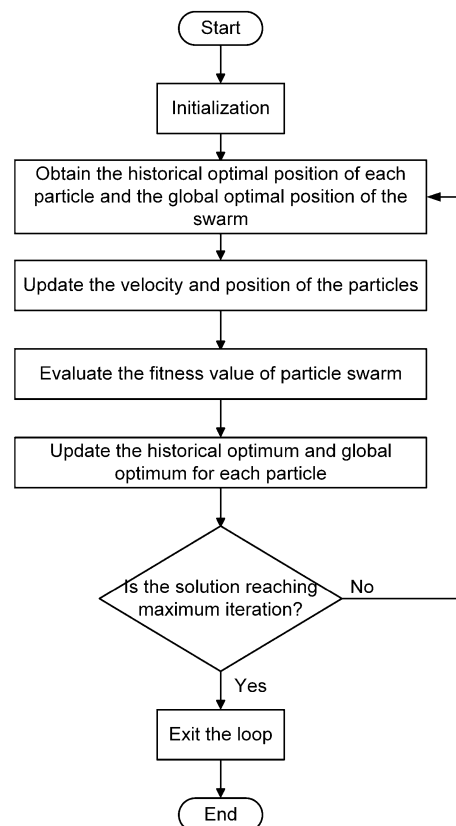 Start
Initialization
Obtain the historical optimal position of each
particle and the global optimal position of the
swarm
Update the velocity and position of the particles
Evaluate the fitness value of particle swarm
Update the historical optimum and global
optimum for each particle
Is the solution reaching
maximum iteration?
No
Yes
Exit the loop
End